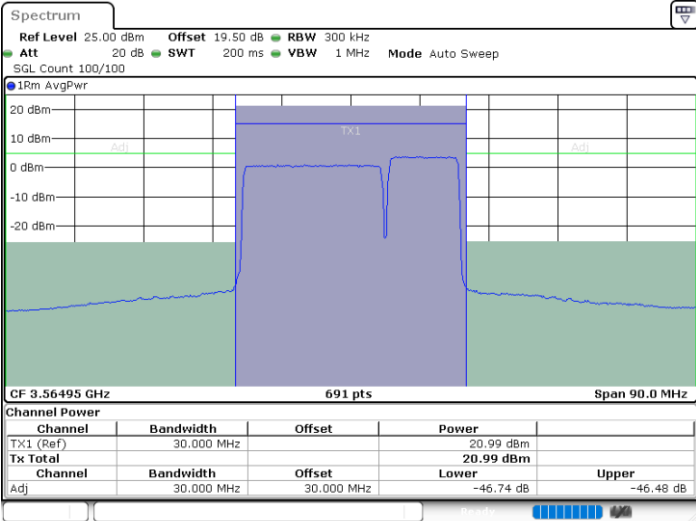 Spectrum
Ref Level 25.00 dBm Offset 19.50 dB RBW 300 kHz
Att 20 dB SWT 200 ms VBW 1 MHz Mode Auto Sweep
SGL Count 100/100
1Rm AvgPwr
20 dBm
TX1
10 dBm
Adj Adj
0 dBm
-10 dBm
-20 dBm
CF 3.56495 GHz 691 pts Span 90.0 MHz
Channel Power
Channel Bandwidth Offset Power
TX1 (Ref) 30.000 MHz 20.99 dBm
Tx Total 20.99 dBm
Channel Bandwidth Offset Lower Upper
Adj 30.000 MHz 30.000 MHz -46.74 dB -46.48 dB
Ready